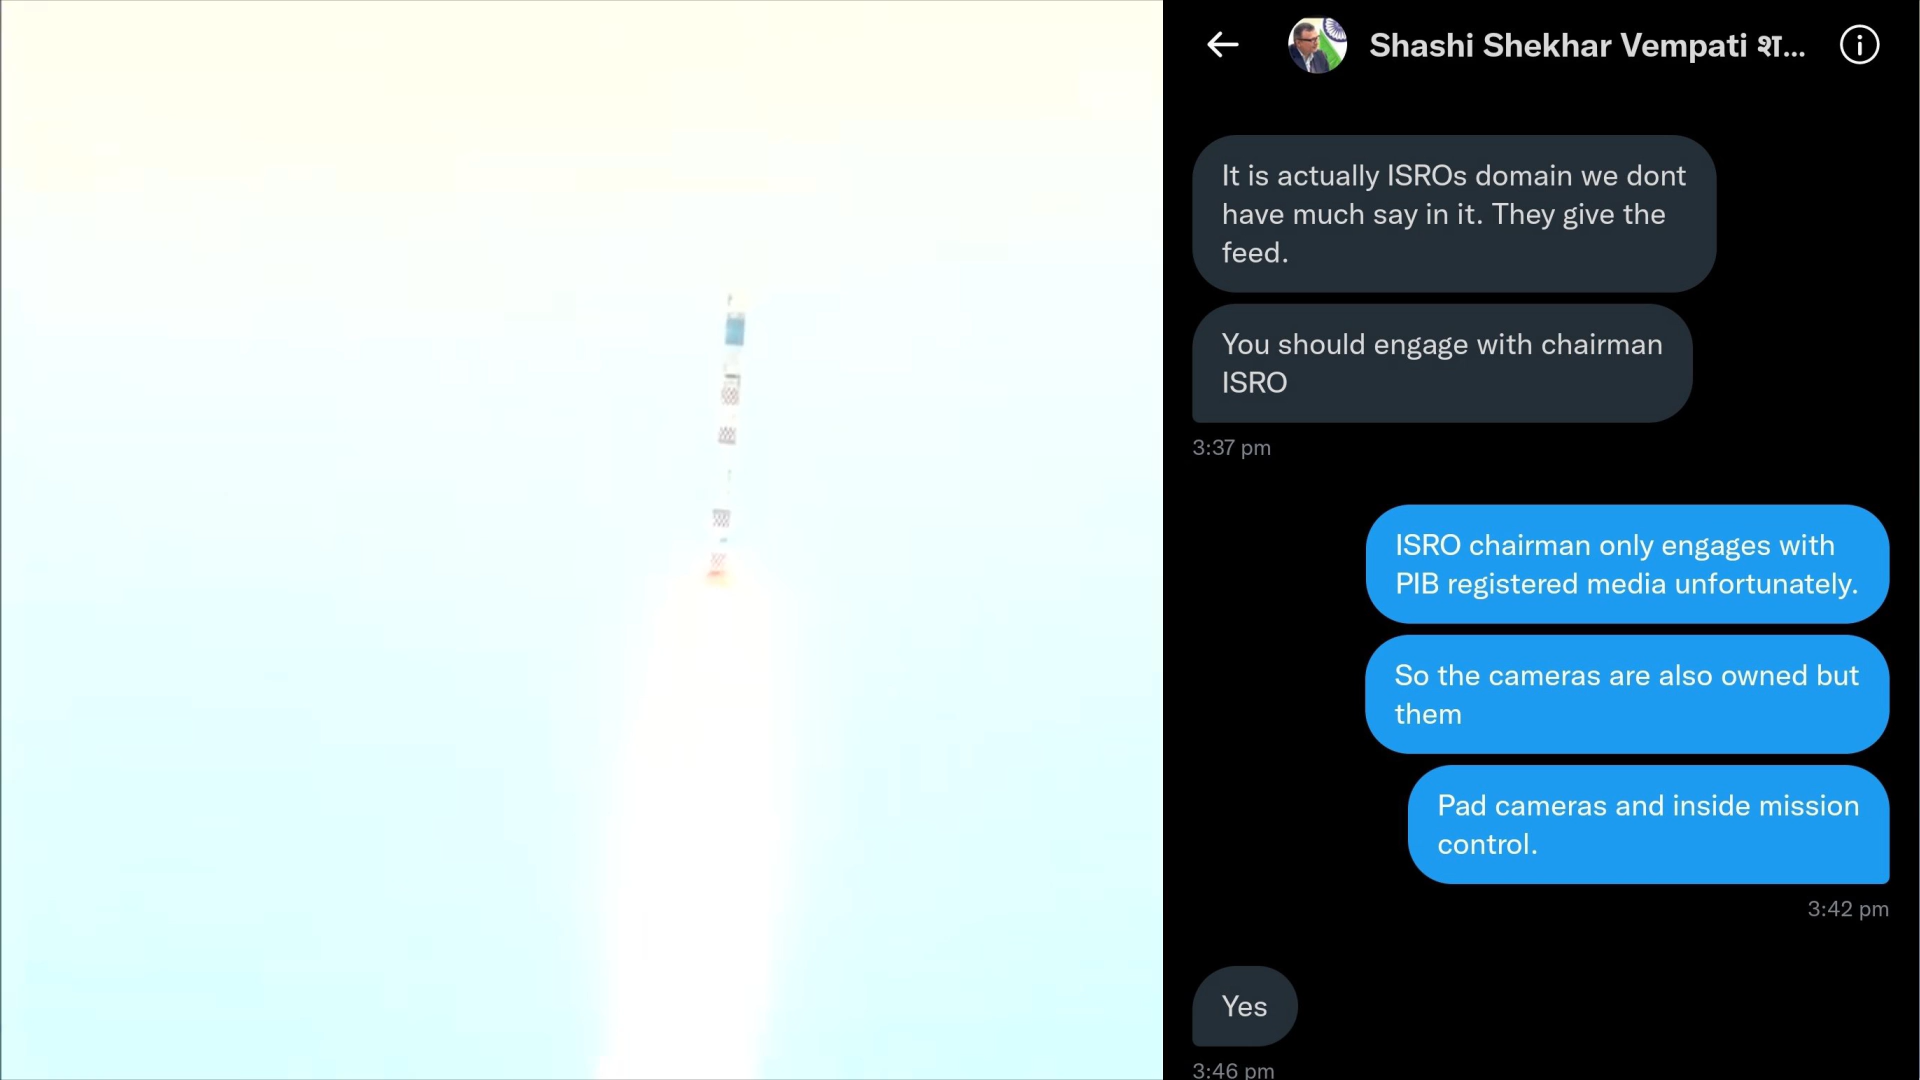 Shashi Shekhar Vempati श...
It is actually ISROs domain we dont
have much say in it. They give the
feed.
You should engage with chairman
ISRO
3:37 pm
ISRO chairman only engages with
PIB registered media unfortunately.
So the cameras are also owned but
them
Pad cameras and inside mission
control.
3:42 pm
Yes
3:46 pm